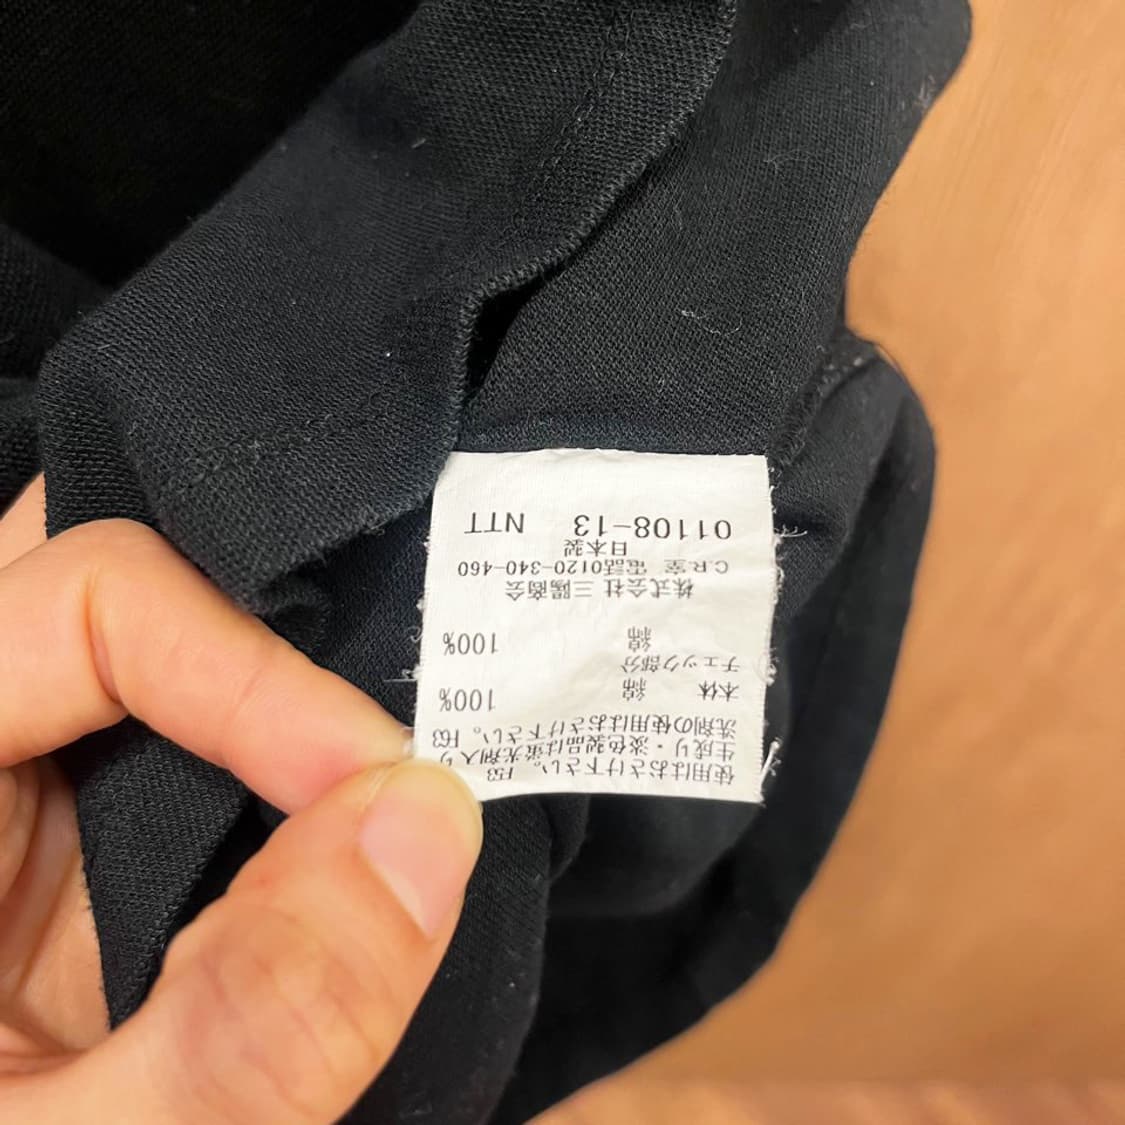 使用はおさけ下さい。 F53
生成り・淡色製品は蛍光剤入り
洗剤の使用はおさけ下さい。 F63
本体 綿 100%
チェック部分
綿 100%
株式会社 三陽商会
C.R.室 電話0120-340-460
日本製
01108-13 NTT